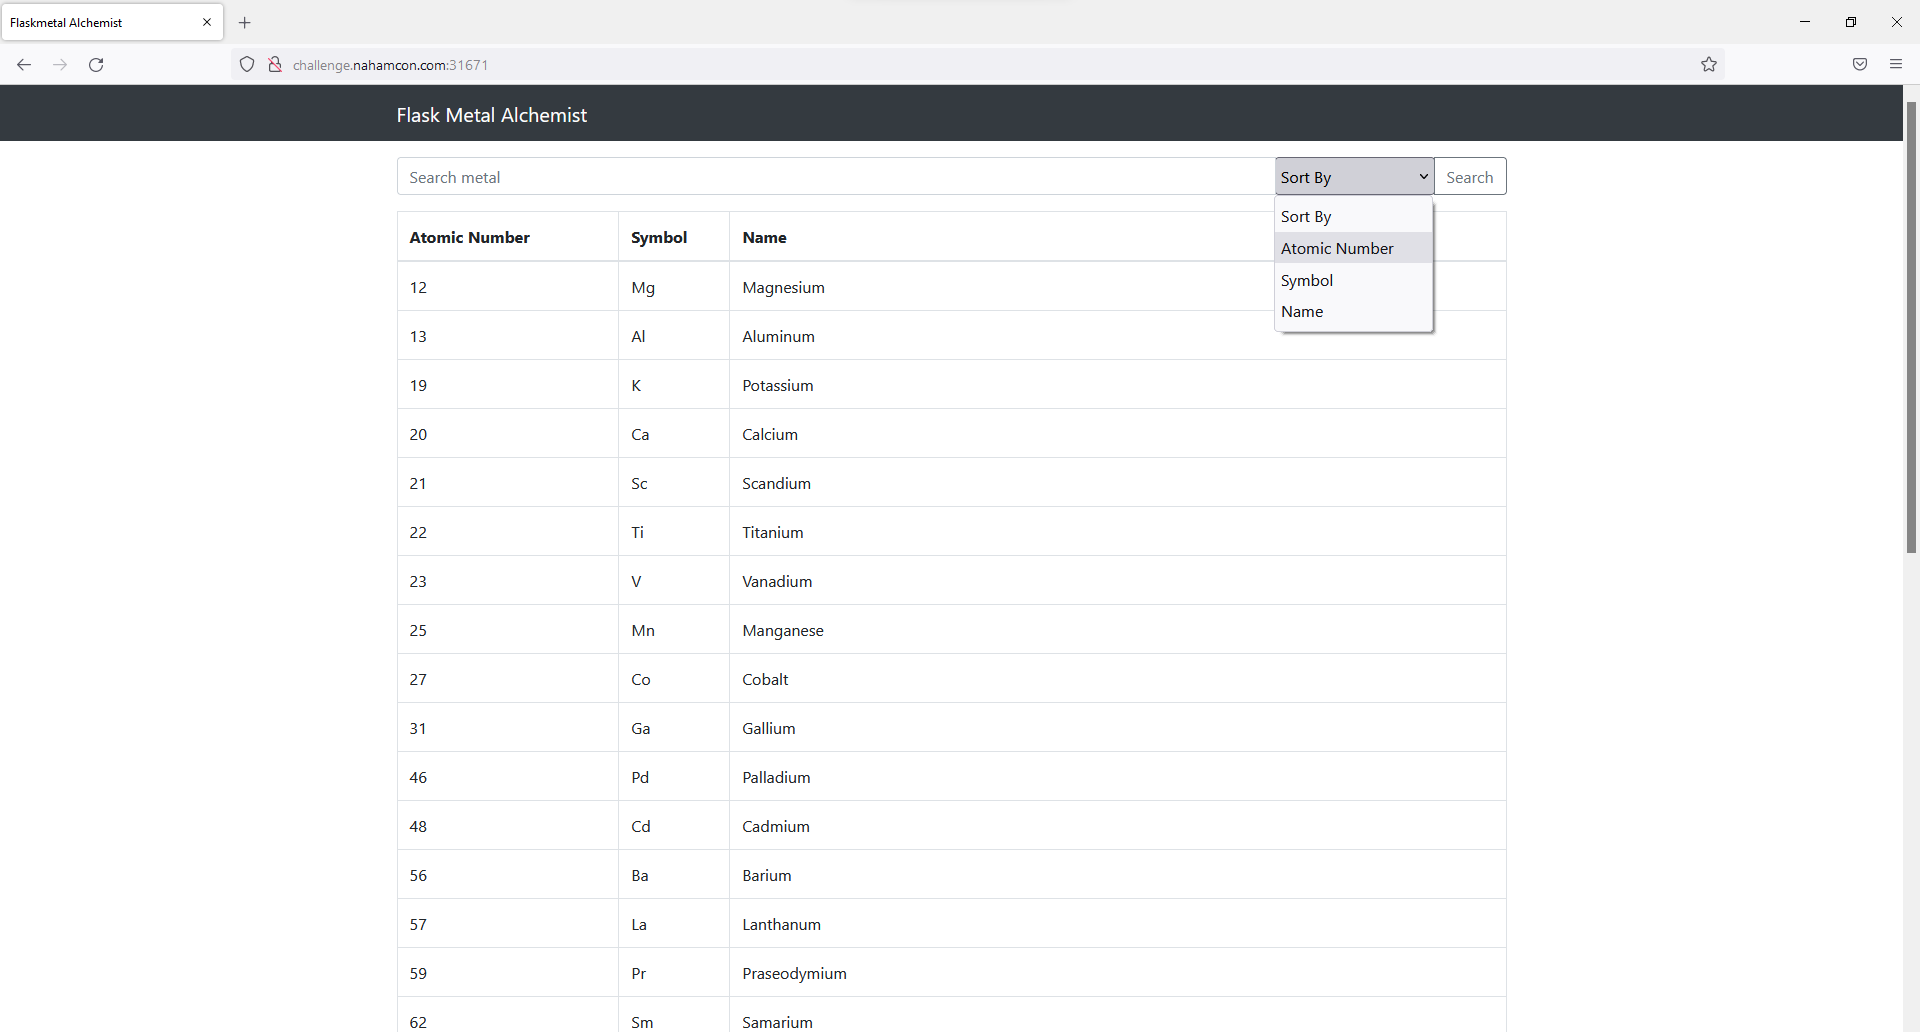 Flaskmetal Alchemist
challenge.nahamcon.com:31671
Flask Metal Alchemist
Search metal
Sort By
Search
Sort By
Atomic Number
Symbol
Name
Atomic Number Symbol Name
12 Mg Magnesium
13 Al Aluminum
19 K Potassium
20 Ca Calcium
21 Sc Scandium
22 Ti Titanium
23 V Vanadium
25 Mn Manganese
27 Co Cobalt
31 Ga Gallium
46 Pd Palladium
48 Cd Cadmium
56 Ba Barium
57 La Lanthanum
59 Pr Praseodymium
62 Sm Samarium